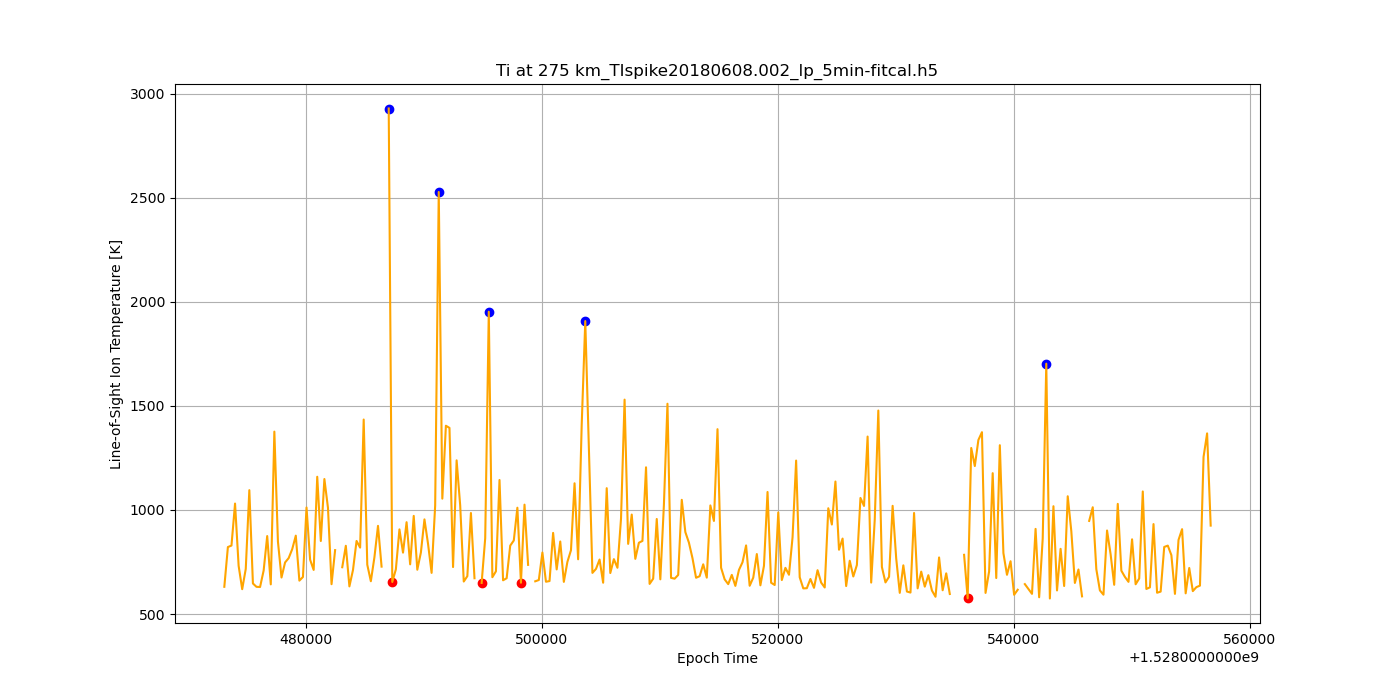 Ti at 275 km_TIspike20180608.002_lp_5min-fitcal.h5
Line-of-Sight Ion Temperature [K]
3000
2500
2000
1500
1000
500
480000 500000 520000 540000 560000
Epoch Time
+1.5280000000e9